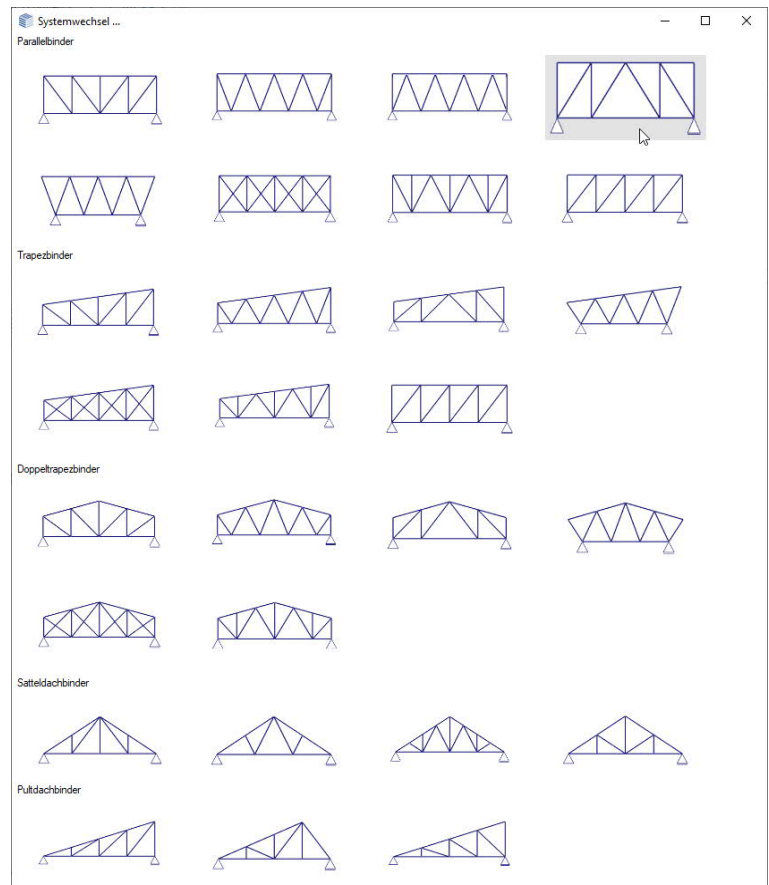 Systemwechsel ...
Parallelbinder
Trapezbinder
Doppeltrapezbinder
Satteldachbinder
Pultdachbinder